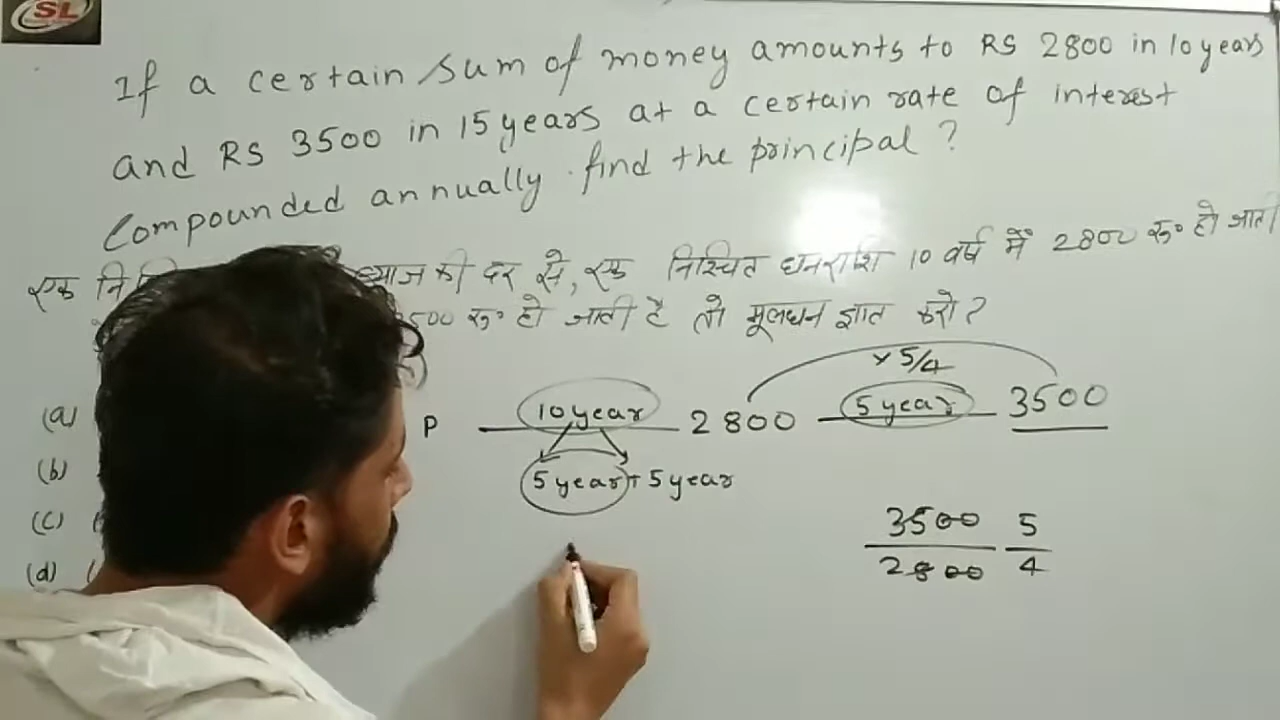 SL
If a certain sum of money amounts to RS 2800 in 10 years
and RS 3500 in 15 years at a certain rate of interest
Compounded annually . find the principal ?
एक ब्याज की दर से, एक निश्चित धनराशि 10 वर्ष में 2800 रु० हो जाती
500 रु० हो जाती है तो मूलधन ज्ञात करो ?
x 5/4
(a) P 10 year 2800 5 year 3500
(b) 5 year + 5 year
(c) 3500 5
(d) 2800 4